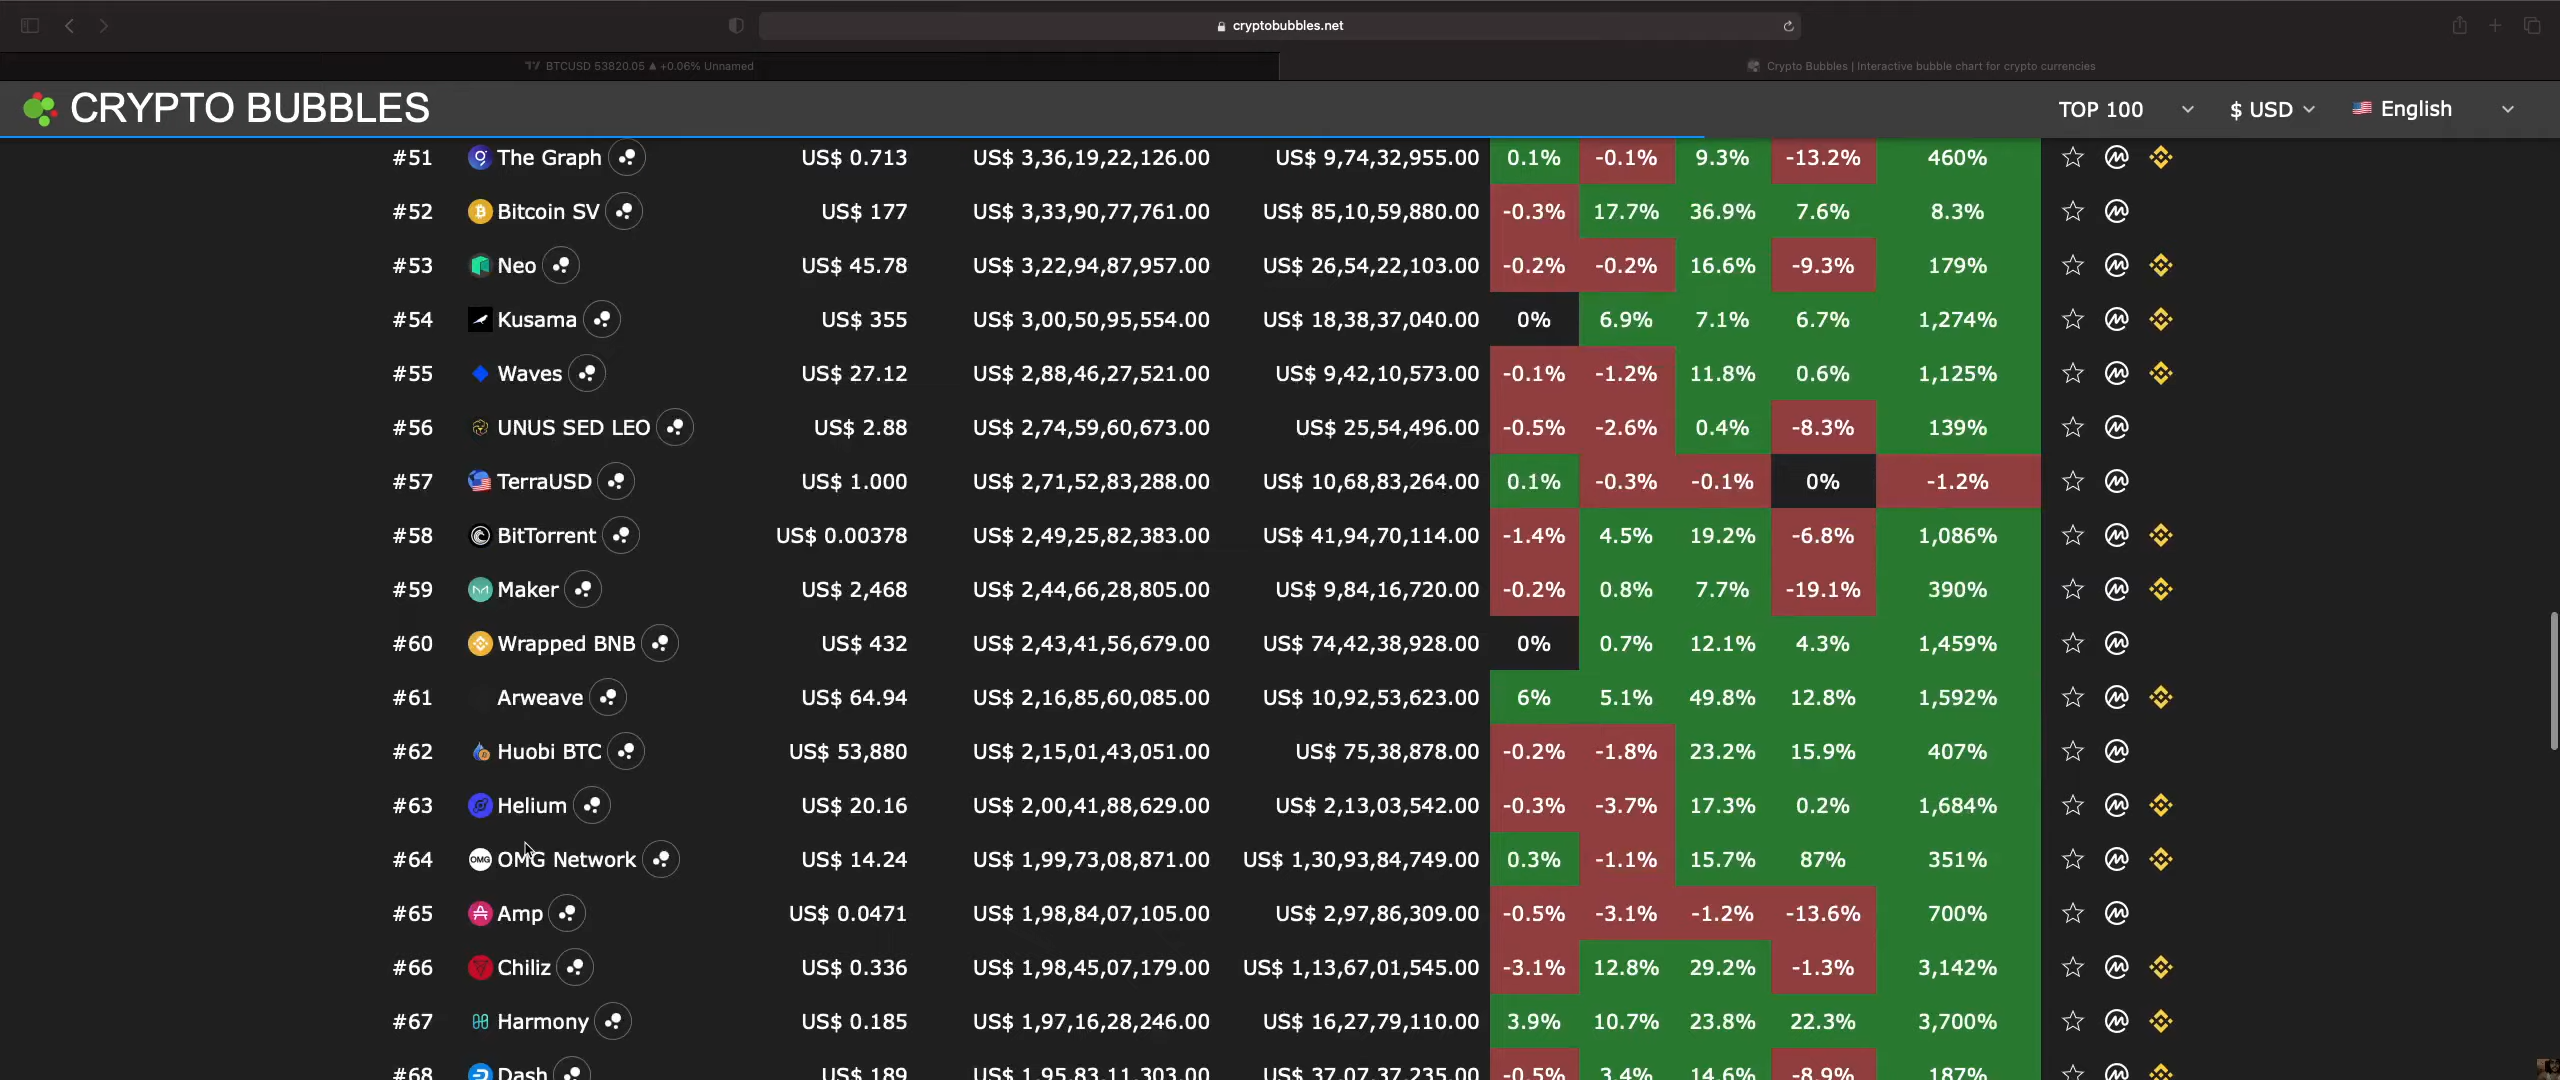 cryptobubbles.net
BTCUSD 53820.05 ▲ +0.06% Unnamed
Crypto Bubbles | Interactive bubble chart for crypto currencies
CRYPTO BUBBLES TOP 100 $ USD English
#51 The Graph US$ 0.713 US$ 3,36,19,22,126.00 US$ 9,74,32,955.00 0.1% -0.1% 9.3% -13.2% 460%
#52 Bitcoin SV US$ 177 US$ 3,33,90,77,761.00 US$ 85,10,59,880.00 -0.3% 17.7% 36.9% 7.6% 8.3%
#53 Neo US$ 45.78 US$ 3,22,94,87,957.00 US$ 26,54,22,103.00 -0.2% -0.2% 16.6% -9.3% 179%
#54 Kusama US$ 355 US$ 3,00,50,95,554.00 US$ 18,38,37,040.00 0% 6.9% 7.1% 6.7% 1,274%
#55 Waves US$ 27.12 US$ 2,88,46,27,521.00 US$ 9,42,10,573.00 -0.1% -1.2% 11.8% 0.6% 1,125%
#56 UNUS SED LEO US$ 2.88 US$ 2,74,59,60,673.00 US$ 25,54,496.00 -0.5% -2.6% 0.4% -8.3% 139%
#57 TerraUSD US$ 1.000 US$ 2,71,52,83,288.00 US$ 10,68,83,264.00 0.1% -0.3% -0.1% 0% -1.2%
#58 BitTorrent US$ 0.00378 US$ 2,49,25,82,383.00 US$ 41,94,70,114.00 -1.4% 4.5% 19.2% -6.8% 1,086%
#59 Maker US$ 2,468 US$ 2,44,66,28,805.00 US$ 9,84,16,720.00 -0.2% 0.8% 7.7% -19.1% 390%
#60 Wrapped BNB US$ 432 US$ 2,43,41,56,679.00 US$ 74,42,38,928.00 0% 0.7% 12.1% 4.3% 1,459%
#61 Arweave US$ 64.94 US$ 2,16,85,60,085.00 US$ 10,92,53,623.00 6% 5.1% 49.8% 12.8% 1,592%
#62 Huobi BTC US$ 53,880 US$ 2,15,01,43,051.00 US$ 75,38,878.00 -0.2% -1.8% 23.2% 15.9% 407%
#63 Helium US$ 20.16 US$ 2,00,41,88,629.00 US$ 2,13,03,542.00 -0.3% -3.7% 17.3% 0.2% 1,684%
#64 OMG OMG Network US$ 14.24 US$ 1,99,73,08,871.00 US$ 1,30,93,84,749.00 0.3% -1.1% 15.7% 87% 351%
#65 Amp US$ 0.0471 US$ 1,98,84,07,105.00 US$ 2,97,86,309.00 -0.5% -3.1% -1.2% -13.6% 700%
#66 Chiliz US$ 0.336 US$ 1,98,45,07,179.00 US$ 1,13,67,01,545.00 -3.1% 12.8% 29.2% -1.3% 3,142%
#67 Harmony US$ 0.185 US$ 1,97,16,28,246.00 US$ 16,27,79,110.00 3.9% 10.7% 23.8% 22.3% 3,700%
#68 Dash US$ 189 US$ 1,95,83,11,303.00 US$ 37,07,37,235.00 -0.5% 3.4% 14.6% -8.9% 187%